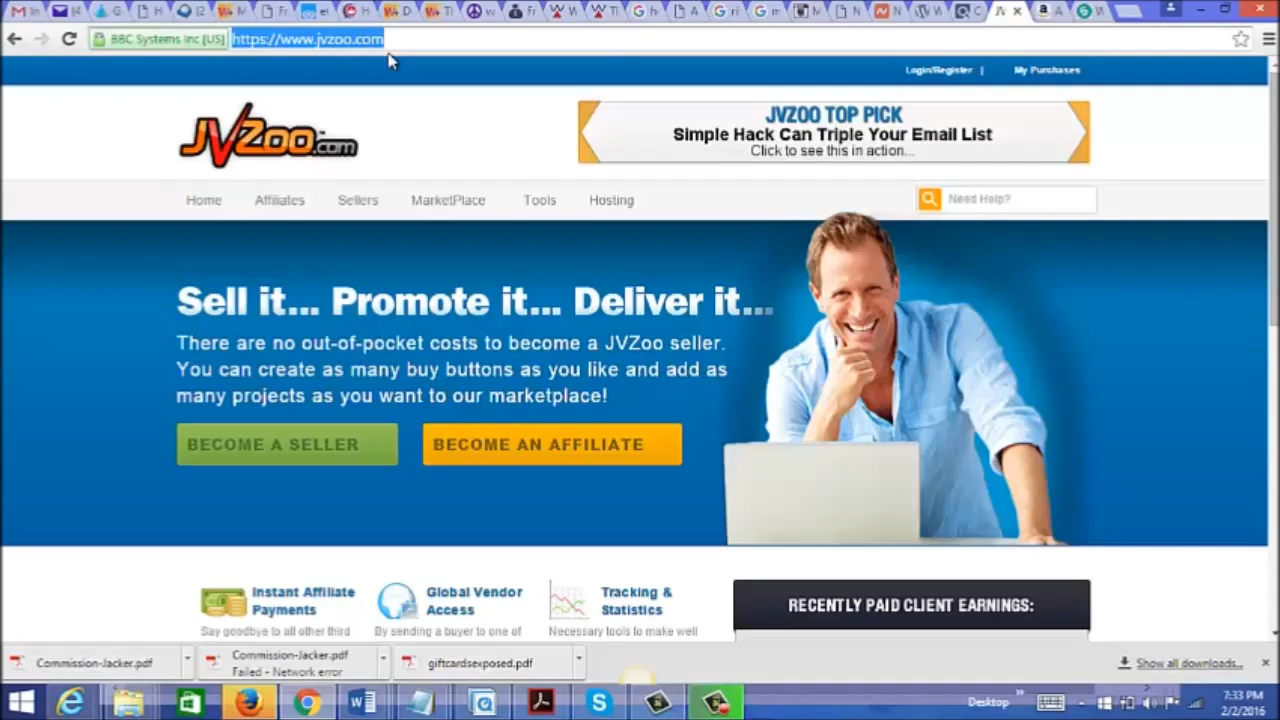 BBC Systems Inc [US]
https://www.jvzoo.com
Login/Register |
My Purchases
JVZoo.com
JVZOO TOP PICK
Simple Hack Can Triple Your Email List
Click to see this in action...
Home
Affiliates
Sellers
MarketPlace
Tools
Hosting
Need Help?
Sell it... Promote it... Deliver it...
There are no out-of-pocket costs to become a JVZoo seller.
You can create as many buy buttons as you like and add as
many projects as you want to our marketplace!
BECOME A SELLER
BECOME AN AFFILIATE
Instant Affiliate
Payments
Say goodbye to all other third
Global Vendor
Access
By sending a buyer to one of
Tracking &
Statistics
Necessary tools to make well
RECENTLY PAID CLIENT EARNINGS:
Commission-Jacker.pdf
Commission-Jacker.pdf
Failed - Network error
giftcardsexposed.pdf
Show all downloads...
Desktop
7:33 PM
2/2/2016